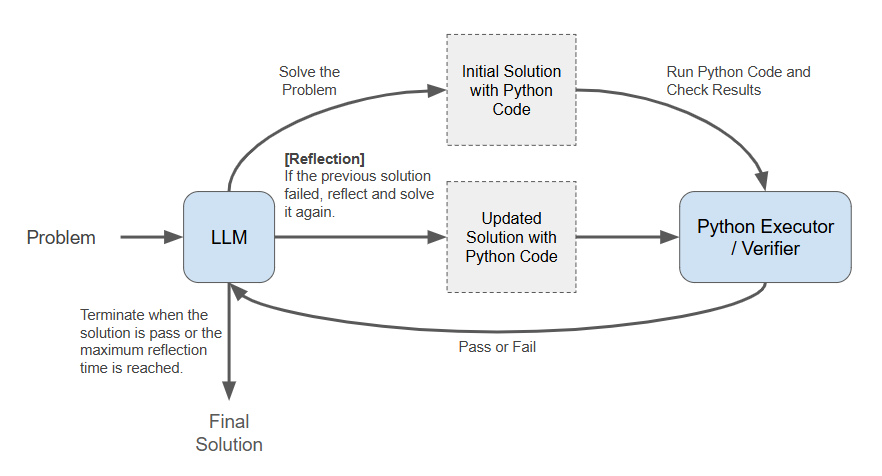 Solve the
Problem
Initial Solution
with Python
Code
Run Python Code and
Check Results
[Reflection]
If the previous solution
failed, reflect and solve
it again.
Problem
LLM
Updated
Solution with
Python Code
Python Executor
/ Verifier
Terminate when the
solution is pass or the
maximum reflection
time is reached.
Pass or Fail
Final
Solution